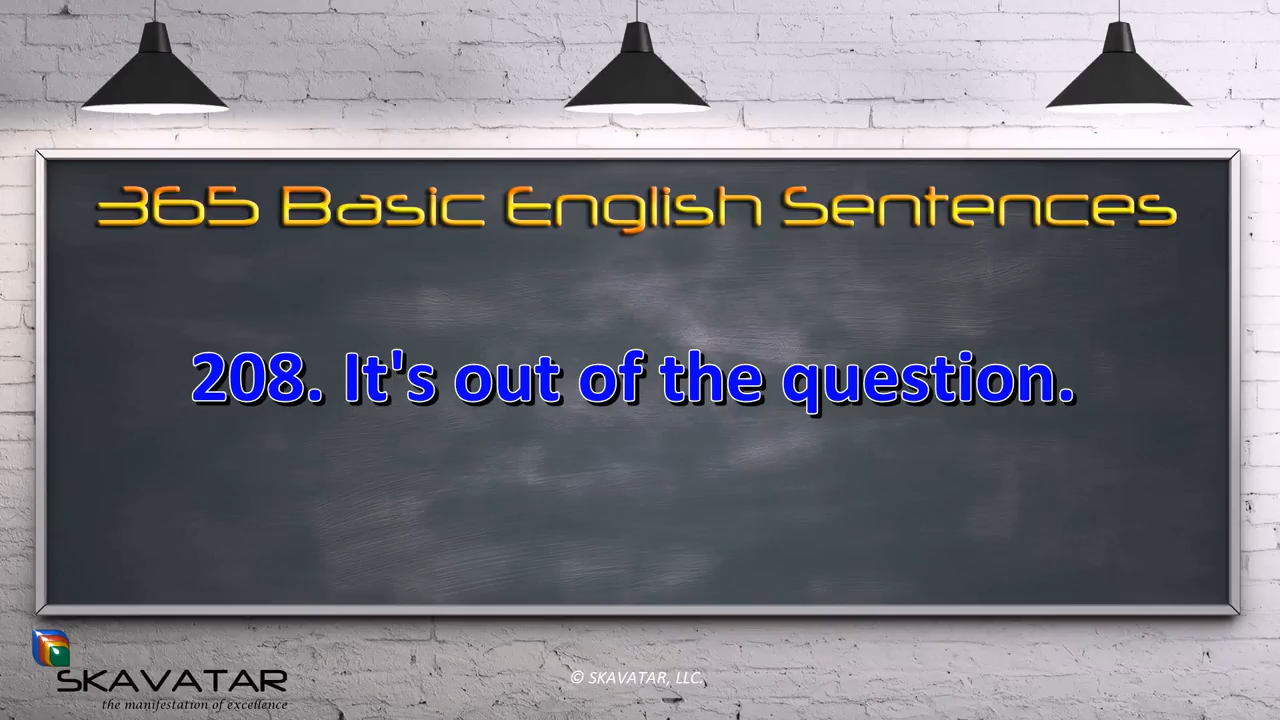 365 Basic English Sentences
208. It's out of the question.
SKAVATAR
the manifestation of excellence
© SKAVATAR, LLC.